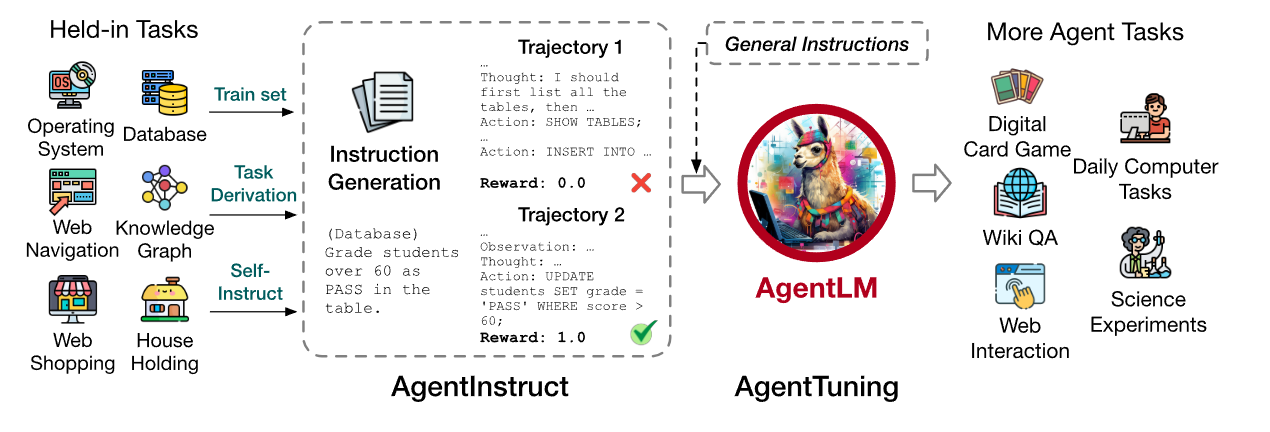 Held-in Tasks
OS
Operating
System
Database
Web
Navigation
Knowledge
Graph
Web
Shopping
House
Holding
Train set
Task
Derivation
Self-
Instruct
Instruction
Generation
(Database)
Grade students
over 60 as
PASS in the
table.
Trajectory 1
…
Thought: I should
first list all the
tables, then …
Action: SHOW TABLES;
…
Action: INSERT INTO …
Reward: 0.0
Trajectory 2
…
Observation: …
Thought: …
Action: UPDATE
students SET grade =
'PASS' WHERE score >
60;
Reward: 1.0
AgentInstruct
General Instructions
AgentLM
AgentTuning
More Agent Tasks
Digital
Card Game
Daily Computer
Tasks
Wiki QA
Web
Interaction
Science
Experiments